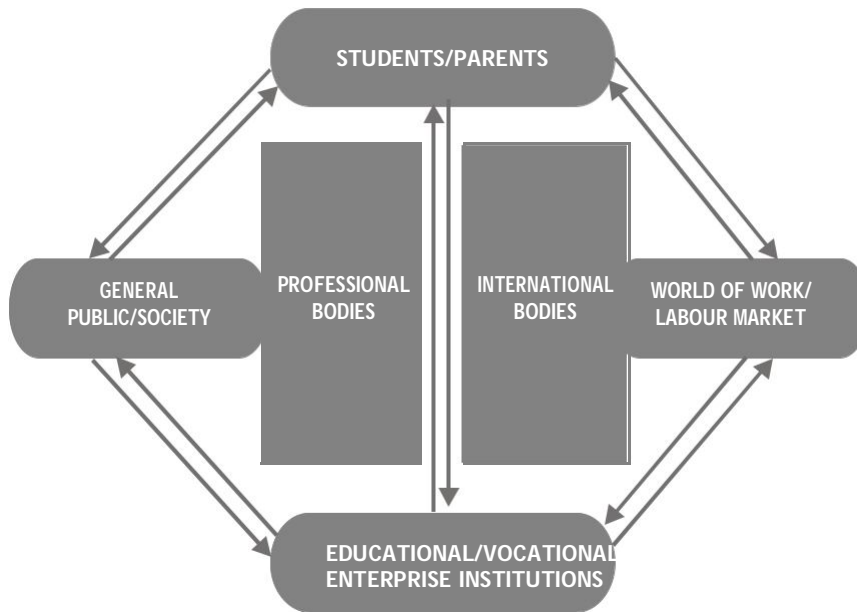 STUDENTS/PARENTS
GENERAL
PUBLIC/SOCIETY
PROFESSIONAL
BODIES
INTERNATIONAL
BODIES
WORLD OF WORK/
LABOUR MARKET
EDUCATIONAL/VOCATIONAL
ENTERPRISE INSTITUTIONS